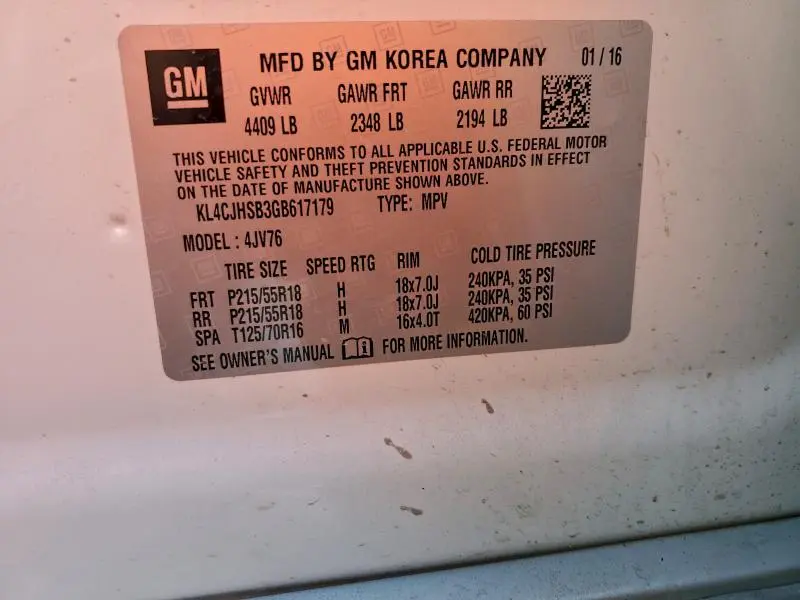 GM MFD BY GM KOREA COMPANY 01 / 16
GVWR GAWR FRT GAWR RR
4409 LB 2348 LB 2194 LB
THIS VEHICLE CONFORMS TO ALL APPLICABLE U.S. FEDERAL MOTOR
VEHICLE SAFETY AND THEFT PREVENTION STANDARDS IN EFFECT
ON THE DATE OF MANUFACTURE SHOWN ABOVE.
KL4CJHSB3GB617179 TYPE: MPV
MODEL : 4JV76
TIRE SIZE SPEED RTG RIM COLD TIRE PRESSURE
FRT P215/55R18 H 18x7.0J 240KPA, 35 PSI
RR P215/55R18 H 18x7.0J 240KPA, 35 PSI
SPA T125/70R16 M 16x4.0T 420KPA, 60 PSI
SEE OWNER'S MANUAL FOR MORE INFORMATION.